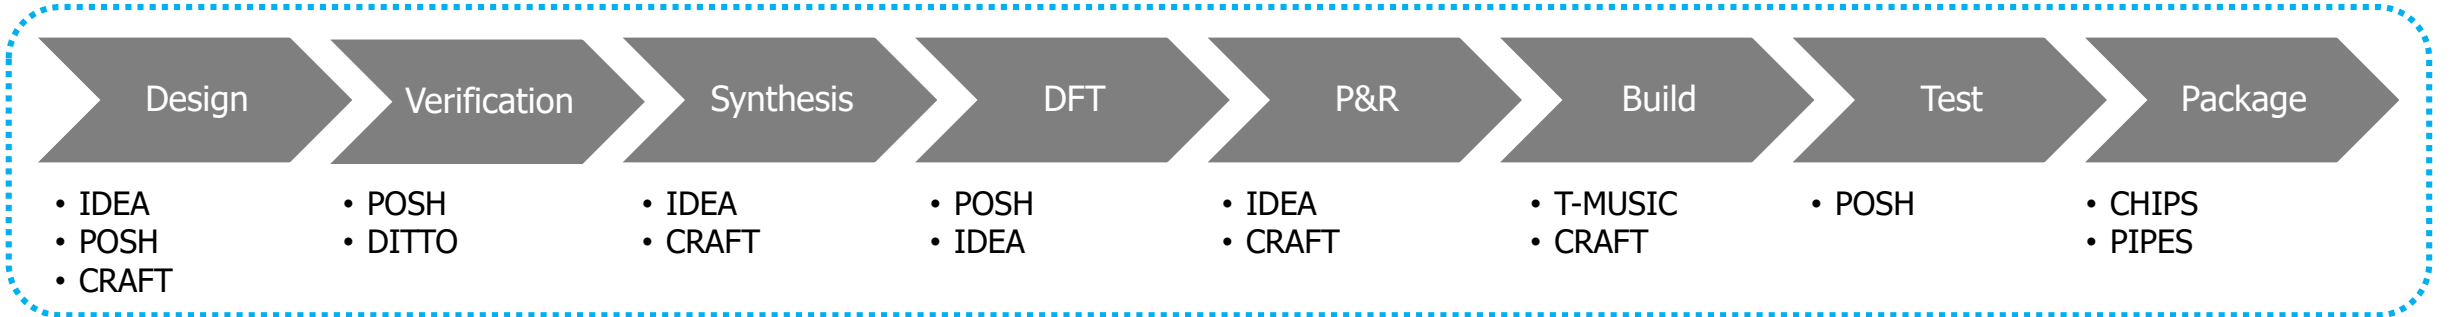 Design
Verification
Synthesis
DFT
P&R
Build
Test
Package
• IDEA
• POSH
• CRAFT
• POSH
• DITTO
• IDEA
• CRAFT
• POSH
• IDEA
• IDEA
• CRAFT
• T-MUSIC
• CRAFT
• POSH
• CHIPS
• PIPES